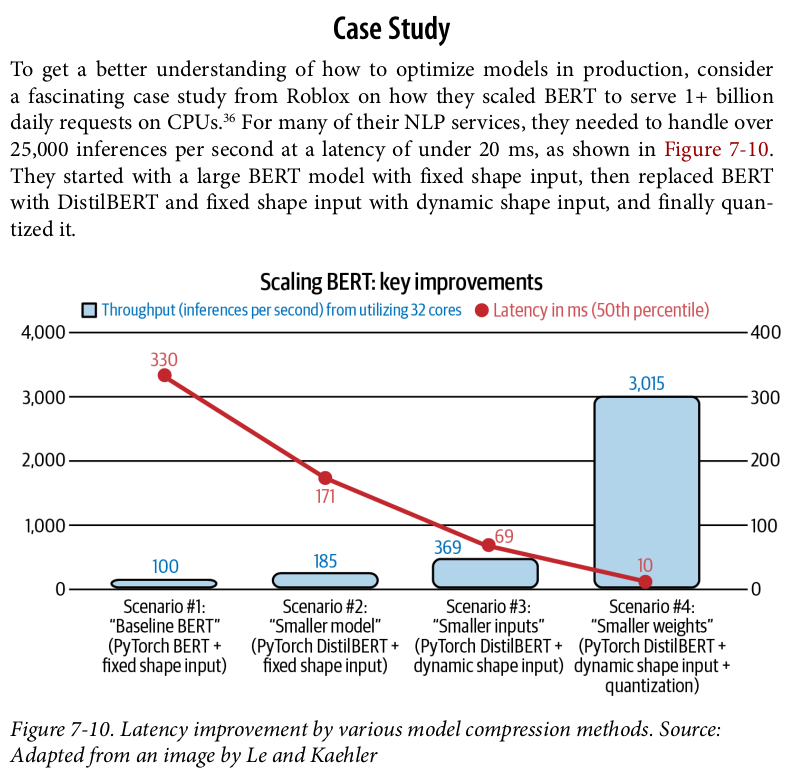 Case Study
To get a better understanding of how to optimize models in production, consider
a fascinating case study from Roblox on how they scaled BERT to serve 1+ billion
daily requests on CPUs.³⁶ For many of their NLP services, they needed to handle over
25,000 inferences per second at a latency of under 20 ms, as shown in Figure 7-10.
They started with a large BERT model with fixed shape input, then replaced BERT
with DistilBERT and fixed shape input with dynamic shape input, and finally quan-
tized it.
Scaling BERT: key improvements
Throughput (inferences per second) from utilizing 32 cores Latency in ms (50th percentile)
4,000 400
330
3,000 3,015 300
2,000 200
171
1,000 100
100 185 369 69 10
0 0
Scenario #1: Scenario #2: Scenario #3: Scenario #4:
"Baseline BERT" "Smaller model" "Smaller inputs" "Smaller weights"
(PyTorch BERT + (PyTorch DistilBERT + (PyTorch DistilBERT + (PyTorch DistilBERT +
fixed shape input) fixed shape input) dynamic shape input) dynamic shape input +
quantization)
Figure 7-10. Latency improvement by various model compression methods. Source:
Adapted from an image by Le and Kaehler